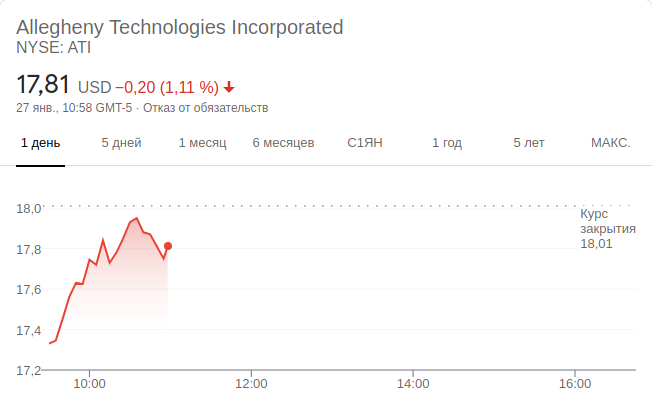 Allegheny Technologies Incorporated
NYSE: ATI
17,81 USD −0,20 (1,11 %)
27 янв., 10:58 GMT-5 · Отказ от обязательств
1 день 5 дней 1 месяц 6 месяцев С1ЯН 1 год 5 лет МАКС.
18,0
Курс
закрытия
18,01
17,8
17,6
17,4
17,2
10:00 12:00 14:00 16:00